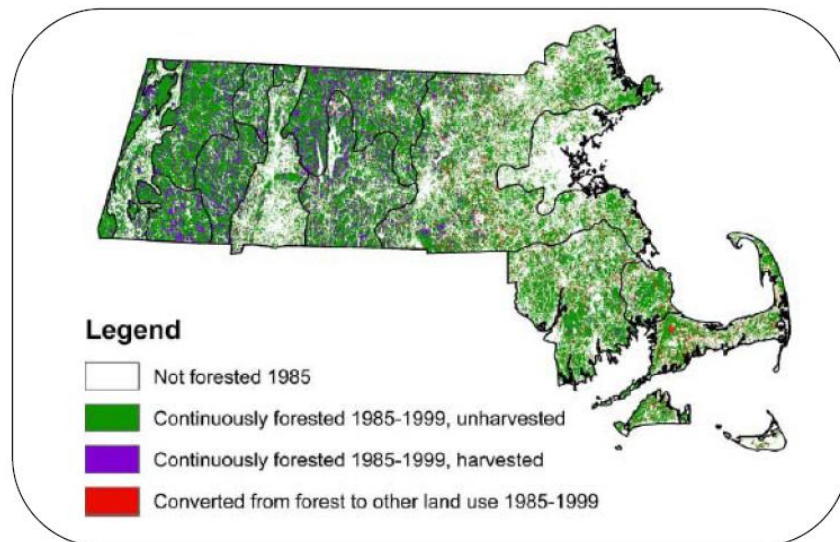 Legend
Not forested 1985
Continuously forested 1985-1999, unharvested
Continuously forested 1985-1999, harvested
Converted from forest to other land use 1985-1999